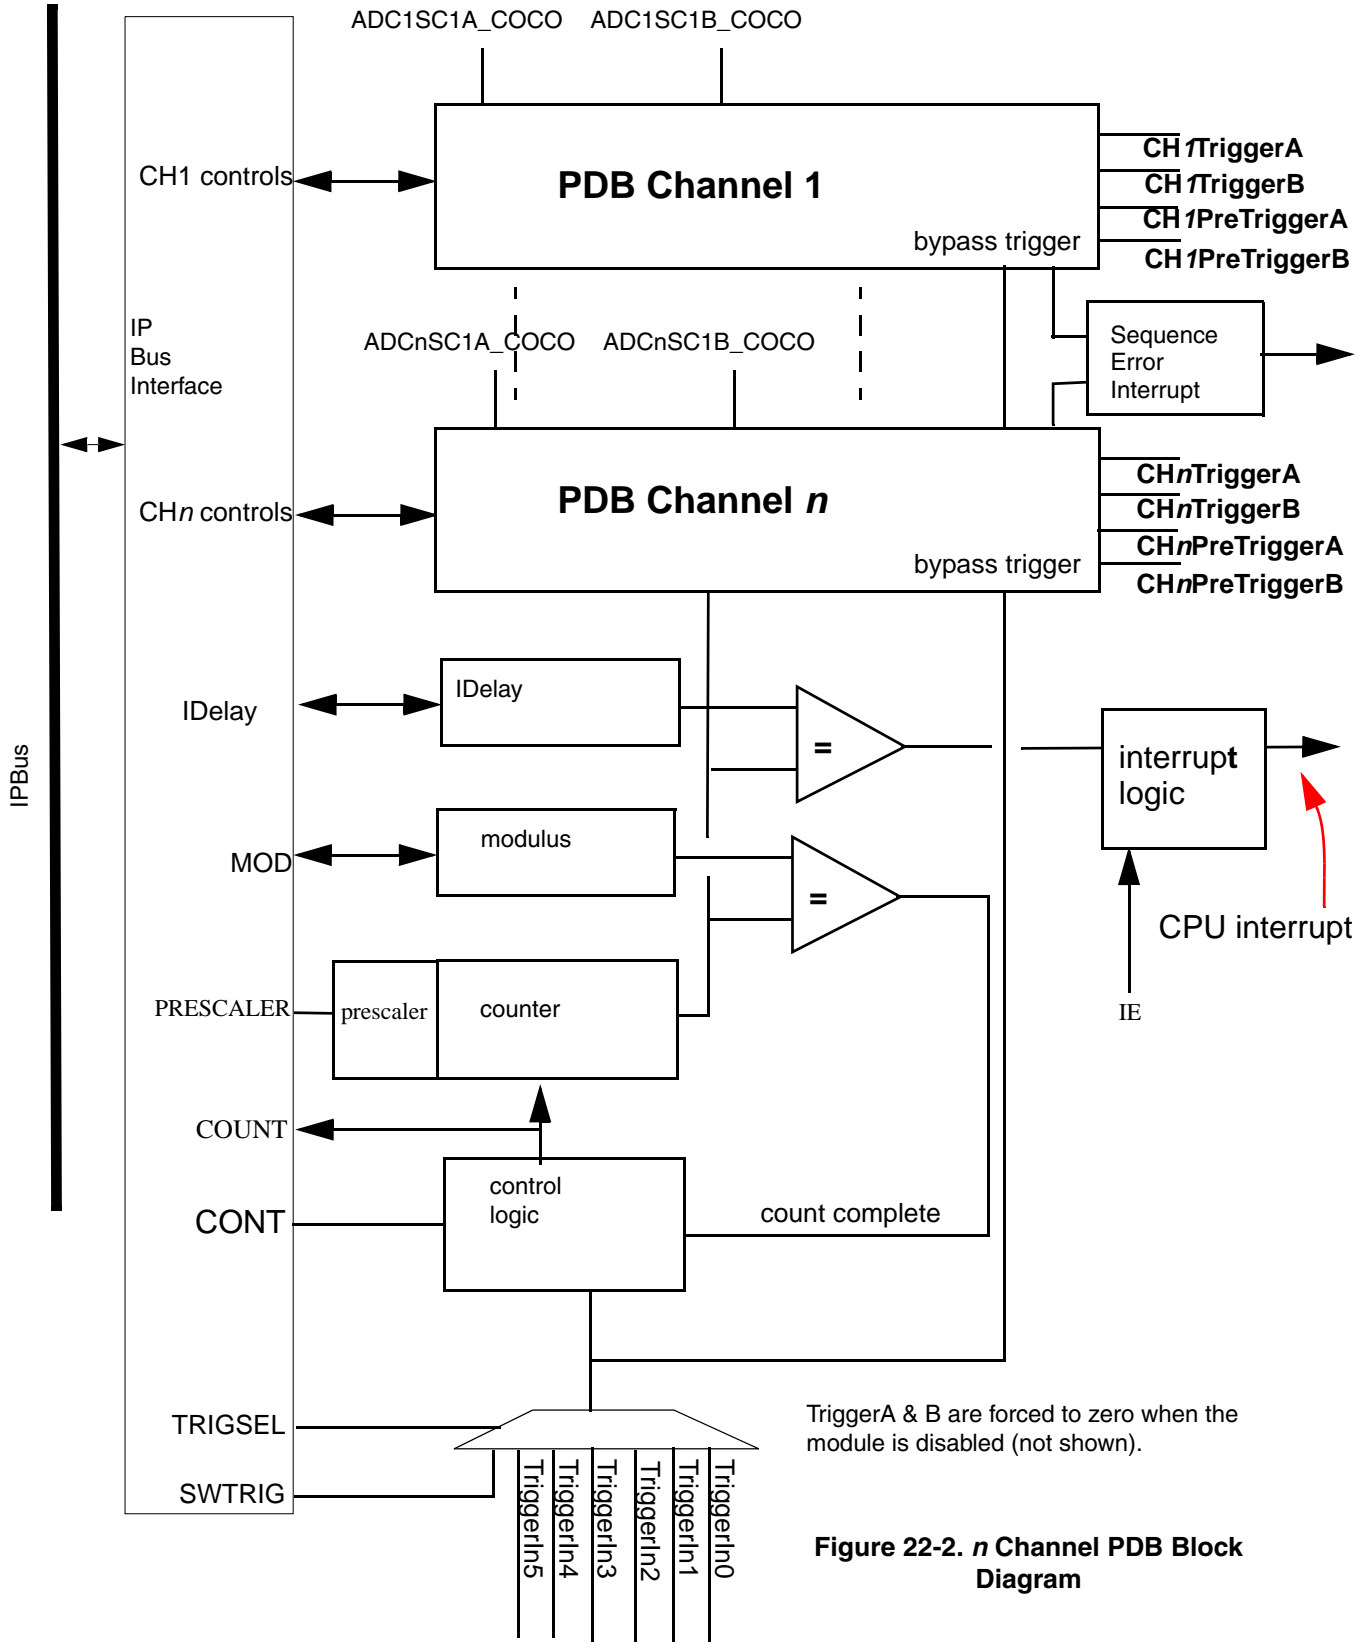 ADC1SC1A_COCO ADC1SC1B_COCO
CH1 controls
PDB Channel 1
bypass trigger
CH1TriggerA
CH1TriggerB
CH1PreTriggerA
CH1PreTriggerB
IP
Bus
Interface
ADCnSC1A_COCO ADCnSC1B_COCO
Sequence
Error
Interrupt
CHn controls
PDB Channel n
bypass trigger
CHnTriggerA
CHnTriggerB
CHnPreTriggerA
CHnPreTriggerB
IPBus
IDelay
IDelay
=
interrupt
logic
MOD
modulus
=
CPU interrupt
PRESCALER
prescaler
counter
IE
COUNT
CONT
control
logic
count complete
TRIGSEL
SWTRIG
TriggerIn5
TriggerIn4
TriggerIn3
TriggerIn2
TriggerIn1
TriggerIn0
TriggerA & B are forced to zero when the
module is disabled (not shown).
Figure 22-2. n Channel PDB Block
Diagram